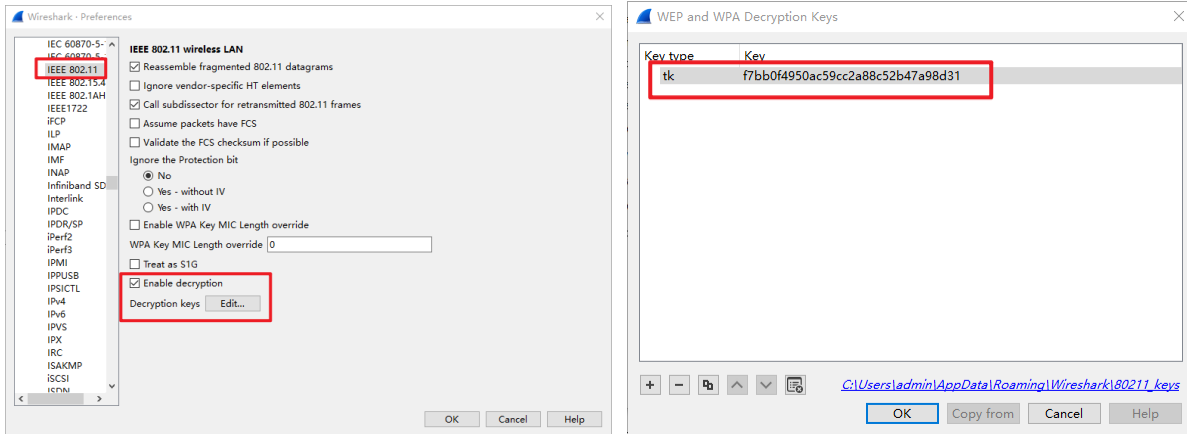 Wireshark · Preferences
IEC 60870-5-
IEC 60870-5-
IEEE 802.11
IEEE 802.15.4
IEEE 802.1AH
IEEE1722
iFCP
ILP
IMAP
IMF
INAP
Infiniband SD
Interlink
IPDC
IPDR/SP
iPerf2
iPerf3
IPMI
IPPUSB
IPSICTL
IPv4
IPv6
IPVS
IPX
IRC
ISAKMP
iSCSI
ISDN
IEEE 802.11 wireless LAN
Reassemble fragmented 802.11 datagrams
Ignore vendor-specific HT elements
Call subdissector for retransmitted 802.11 frames
Assume packets have FCS
Validate the FCS checksum if possible
Ignore the Protection bit
No
Yes - without IV
Yes - with IV
Enable WPA Key MIC Length override
WPA Key MIC Length override 0
Treat as S1G
Enable decryption
Decryption keys Edit...
OK Cancel Help
WEP and WPA Decryption Keys
Key type Key
tk f7bb0f4950ac59cc2a88c52b47a98d31
C:\Users\admin\AppData\Roaming\Wireshark\80211_keys
OK Copy from Cancel Help